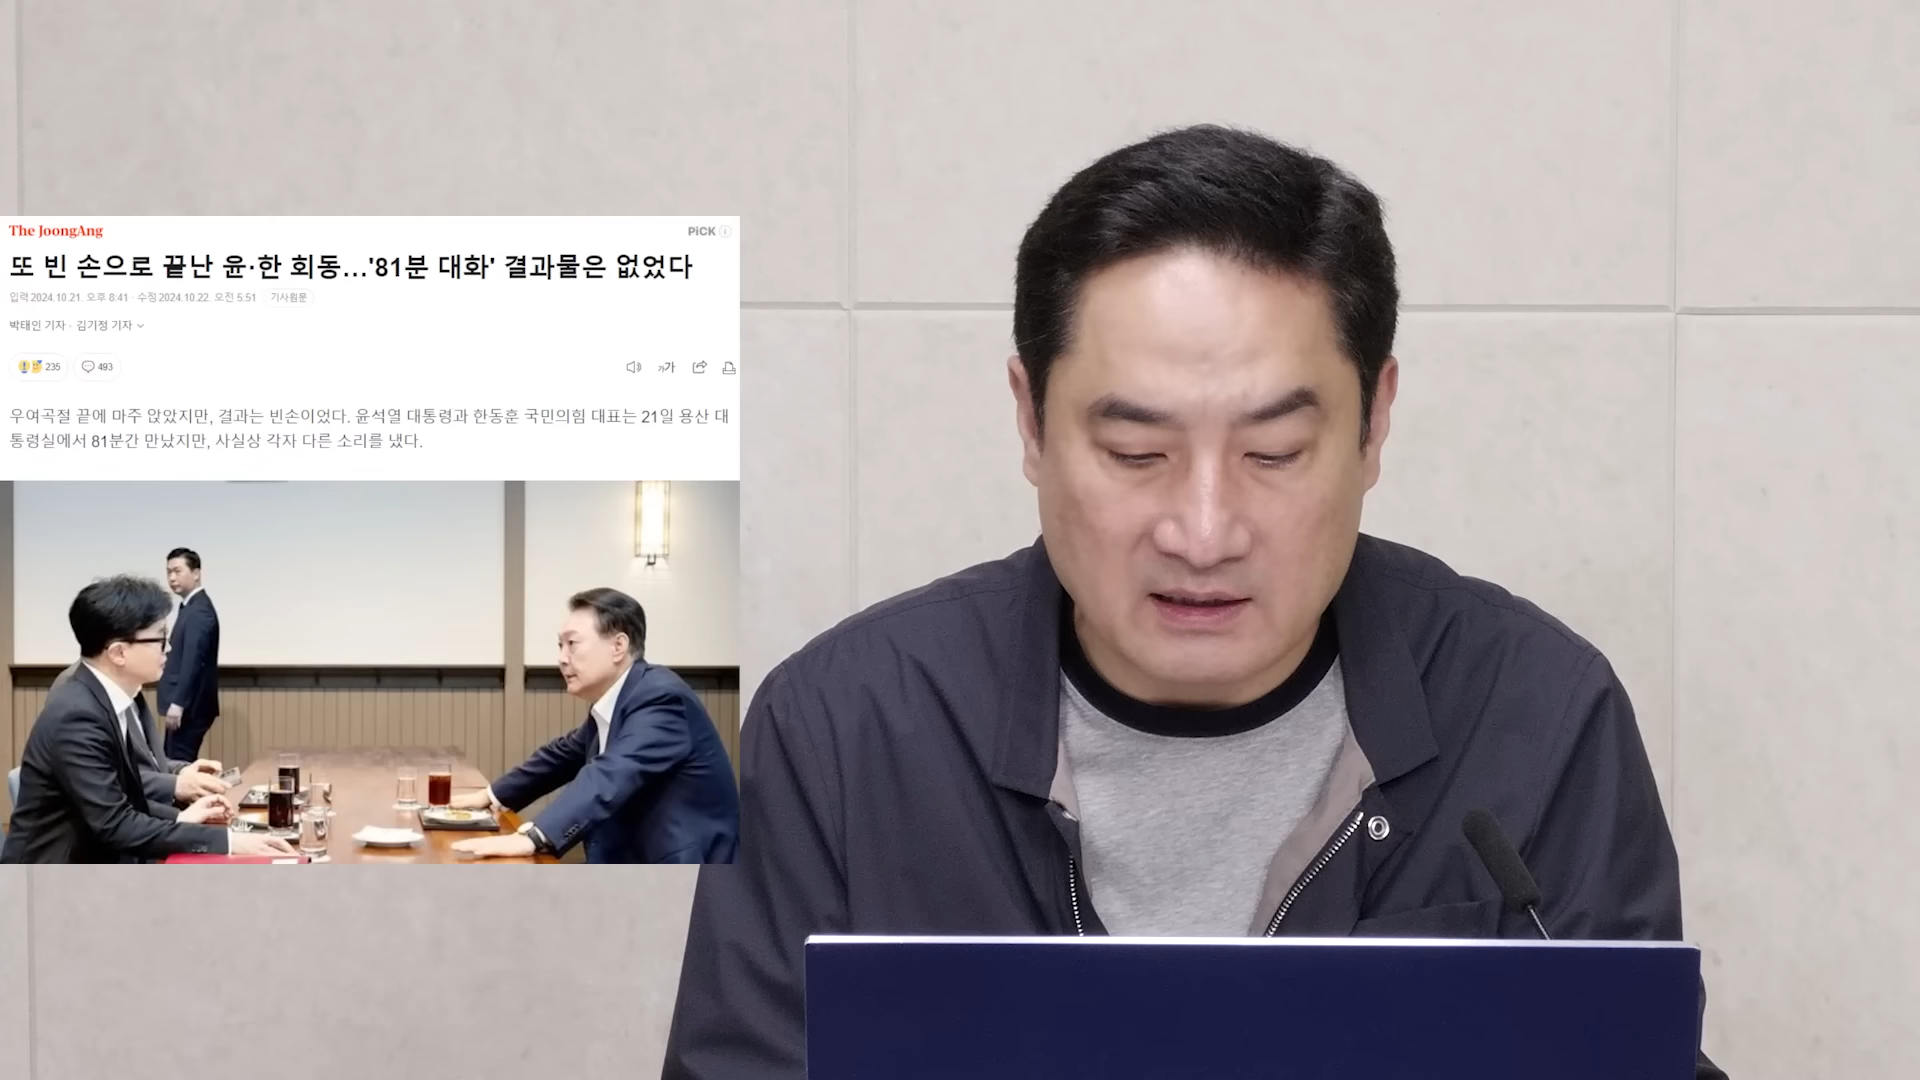 The JoongAng
PiCK
또 빈 손으로 끝난 윤·한 회동…'81분 대화' 결과물은 없었다
입력 2024.10.21. 오후 8:41 · 수정 2024.10.22. 오전 5:51 기사원문
박태인 기자 · 김기정 기자
235 493
가가
우여곡절 끝에 마주 앉았지만, 결과는 빈손이었다. 윤석열 대통령과 한동훈 국민의힘 대표는 21일 용산 대
통령실에서 81분간 만났지만, 사실상 각자 다른 소리를 냈다.